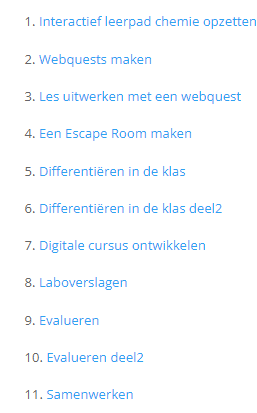 1. Interactief leerpad chemie opzetten
2. Webquests maken
3. Les uitwerken met een webquest
4. Een Escape Room maken
5. Differentiëren in de klas
6. Differentiëren in de klas deel2
7. Digitale cursus ontwikkelen
8. Laboverslagen
9. Evalueren
10. Evalueren deel2
11. Samenwerken